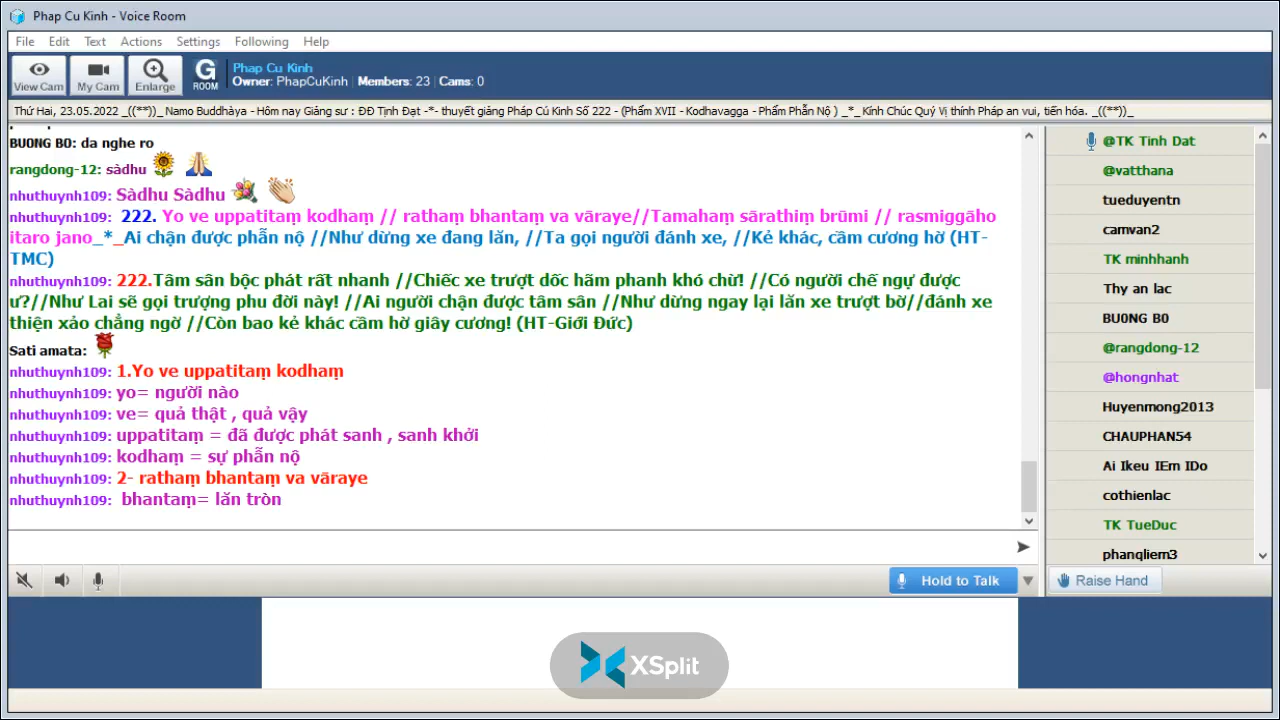 Phap Cu Kinh - Voice Room
File Edit Text Actions Settings Following Help
View Cam My Cam Enlarge G ROOM
Phap Cu Kinh
Owner: PhapCuKinh | Members: 23 | Cams: 0
Thứ Hai, 23.05.2022 _((**))_ Namo Buddhàya - Hôm nay Giảng sư : ĐĐ Tịnh Đạt -*- thuyết giảng Pháp Cú Kinh Số 222 - (Phẩm XVII - Kodhavagga - Phẩm Phẫn Nộ ) _*_ Kính Chúc Quý Vị thính Pháp an vui, tiến hóa. _((**))_
BU0NG B0: da nghe ro
rangdong-12: sàdhu
nhuthuynh109: Sàdhu Sàdhu
nhuthuynh109: 222. Yo ve uppatitaṃ kodhaṃ // rathaṃ bhantaṃ va vāraye//Tamahaṃ sārathiṃ brūmi // rasmiggāho
itaro jano_*_Ai chận được phẫn nộ //Như dừng xe đang lăn, //Ta gọi người đánh xe, //Kẻ khác, cầm cương hờ (HT-
TMC)
nhuthuynh109: 222.Tâm sân bộc phát rất nhanh //Chiếc xe trượt dốc hãm phanh khó chừ! //Có người chế ngự được
ư?//Như Lai sẽ gọi trượng phu đời này! //Ai người chận được tâm sân //Như dừng ngay lại lăn xe trượt bờ//đánh xe
thiện xảo chẳng ngờ //Còn bao kẻ khác cầm hờ giây cương! (HT-Giới Đức)
Sati amata:
nhuthuynh109: 1.Yo ve uppatitaṃ kodhaṃ
nhuthuynh109: yo= người nào
nhuthuynh109: ve= quả thật , quả vậy
nhuthuynh109: uppatitaṃ = đã được phát sanh , sanh khởi
nhuthuynh109: kodhaṃ = sự phẫn nộ
nhuthuynh109: 2- rathaṃ bhantaṃ va vāraye
nhuthuynh109: bhantaṃ= lăn tròn
@TK Tinh Dat
@vatthana
tueduyentn
camvan2
TK minhhanh
Thy an lac
BU0NG B0
@rangdong-12
@hongnhat
Huyenmong2013
CHAUPHAN54
Ai Ikeu IEm IDo
cothienlac
TK TueDuc
phanqliem3
Hold to Talk
Raise Hand
XSplit